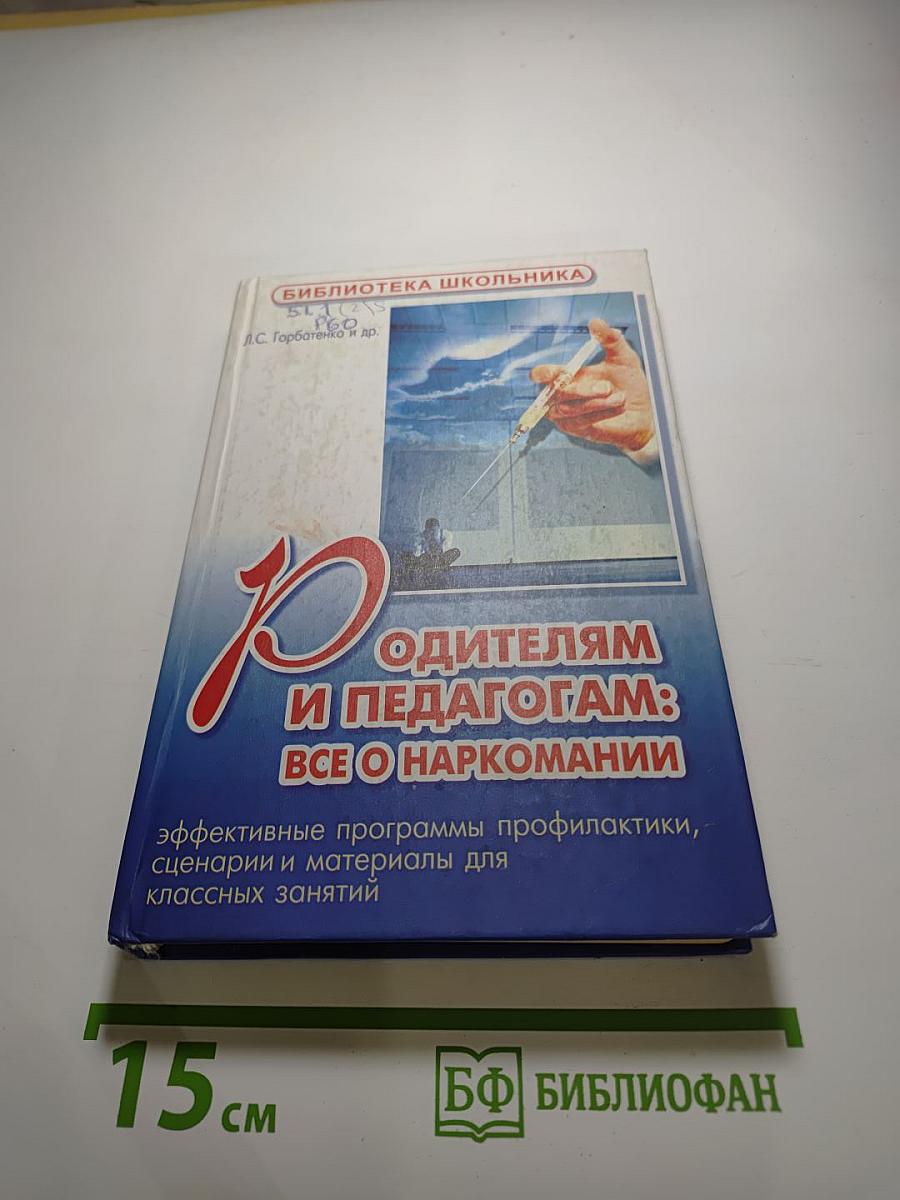 БИБЛИОТЕКА ШКОЛЬНИКА
Р60
Л.С. Горбатенко и др.
РОДИТЕЛЯМ
И ПЕДАГОГАМ:
ВСЕ О НАРКОМАНИИ
эффективные программы профилактики,
сценарии и материалы для
классных занятий
15 см
БФ БИБЛИОФАН